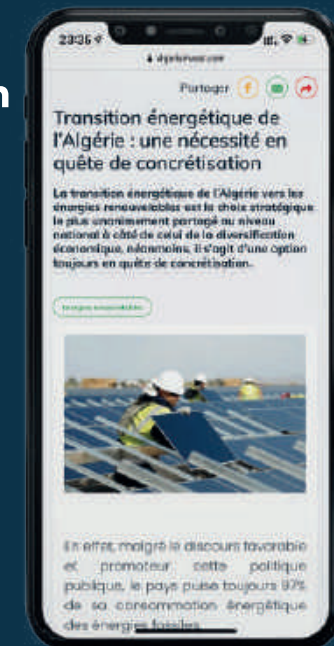 n
23:35
Partager
Transition énergétique de
l'Algérie : une nécessité en
quête de concrétisation
La transition énergétique de l'Algérie vers les
énergies renouvelables est le choix stratégique
le plus unanimement partagé au niveau
national à côté de celui de la diversification
économique, néanmoins, il s'agit d'une option
toujours en quête de concrétisation.
Energies renouvelables
En effet, malgré le discours favorable
et promoteur cette politique
publique, le pays puise toujours 97%
de sa consommation énergétique
des énergies fossiles